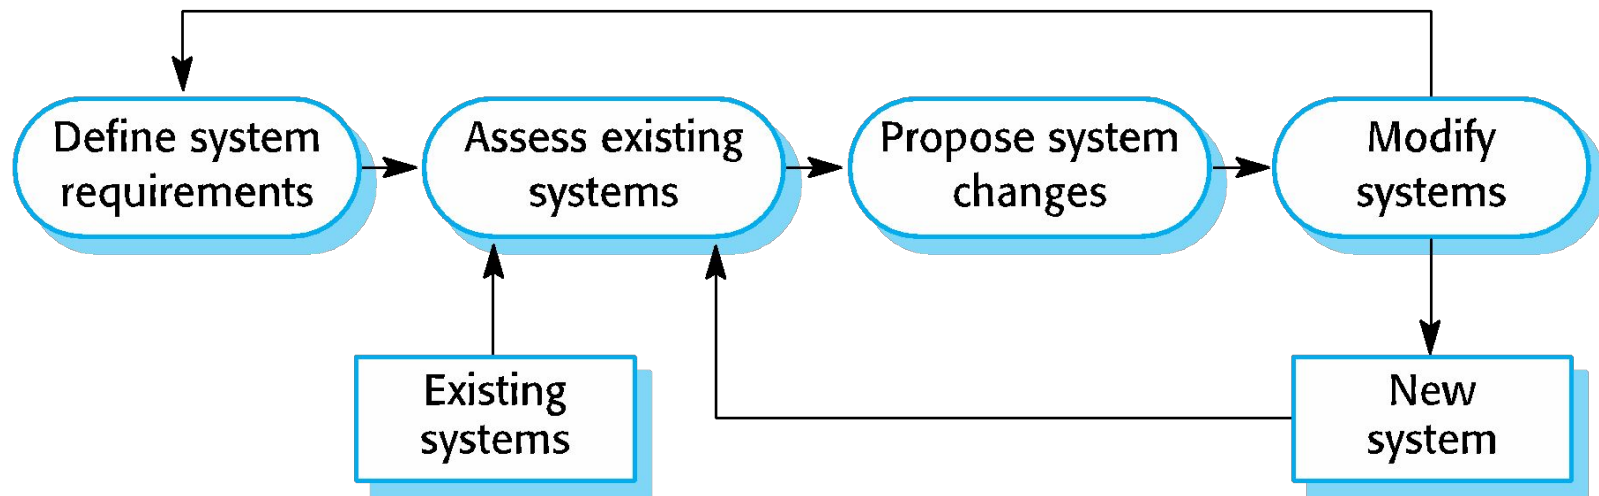 Define system
requirements
Assess existing
systems
Propose system
changes
Modify
systems
Existing
systems
New
system